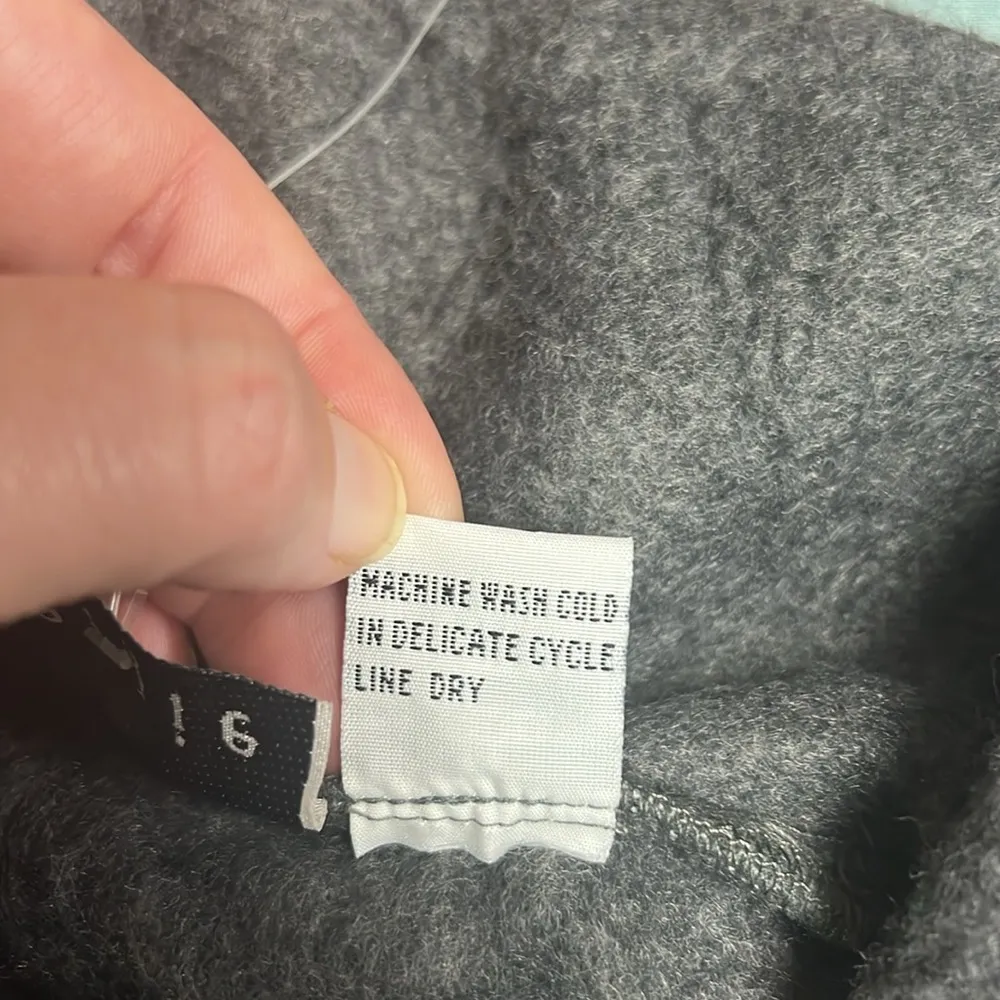 MACHINE WASH COLD
IN DELICATE CYCLE
LINE DRY